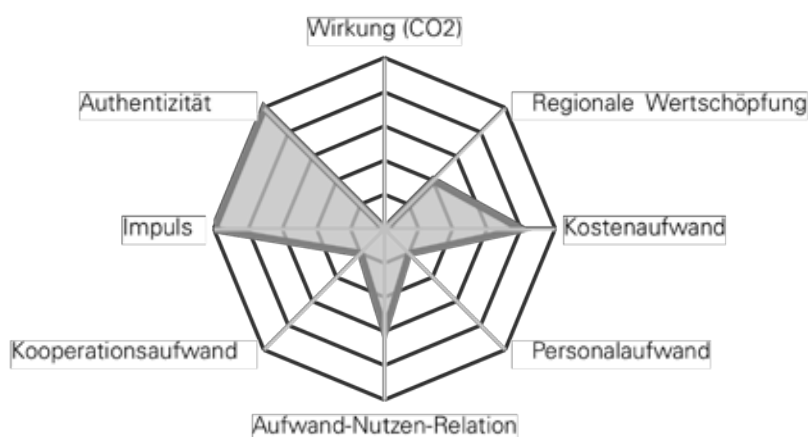 Wirkung (CO2)
Authentizität
Regionale Wertschöpfung
Impuls
Kostenaufwand
Kooperationsaufwand
Personalaufwand
Aufwand-Nutzen-Relation